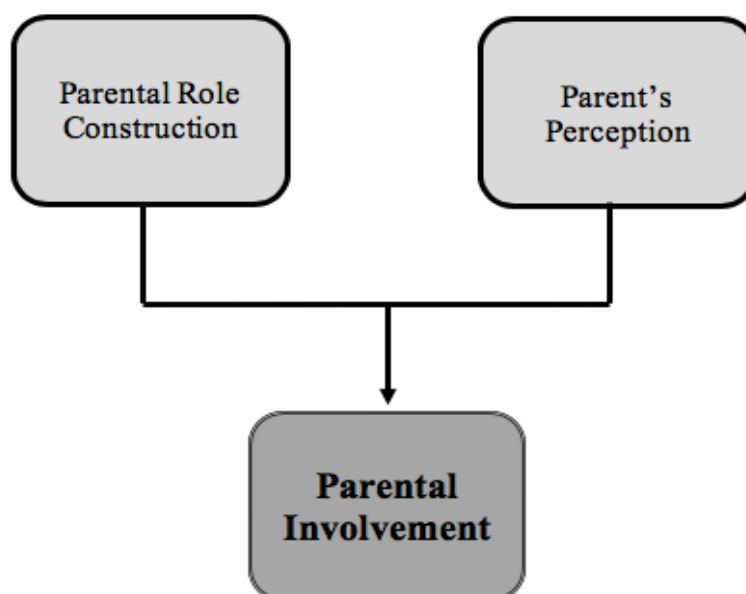 Parental Role
Construction
Parent’s
Perception
Parental
Involvement